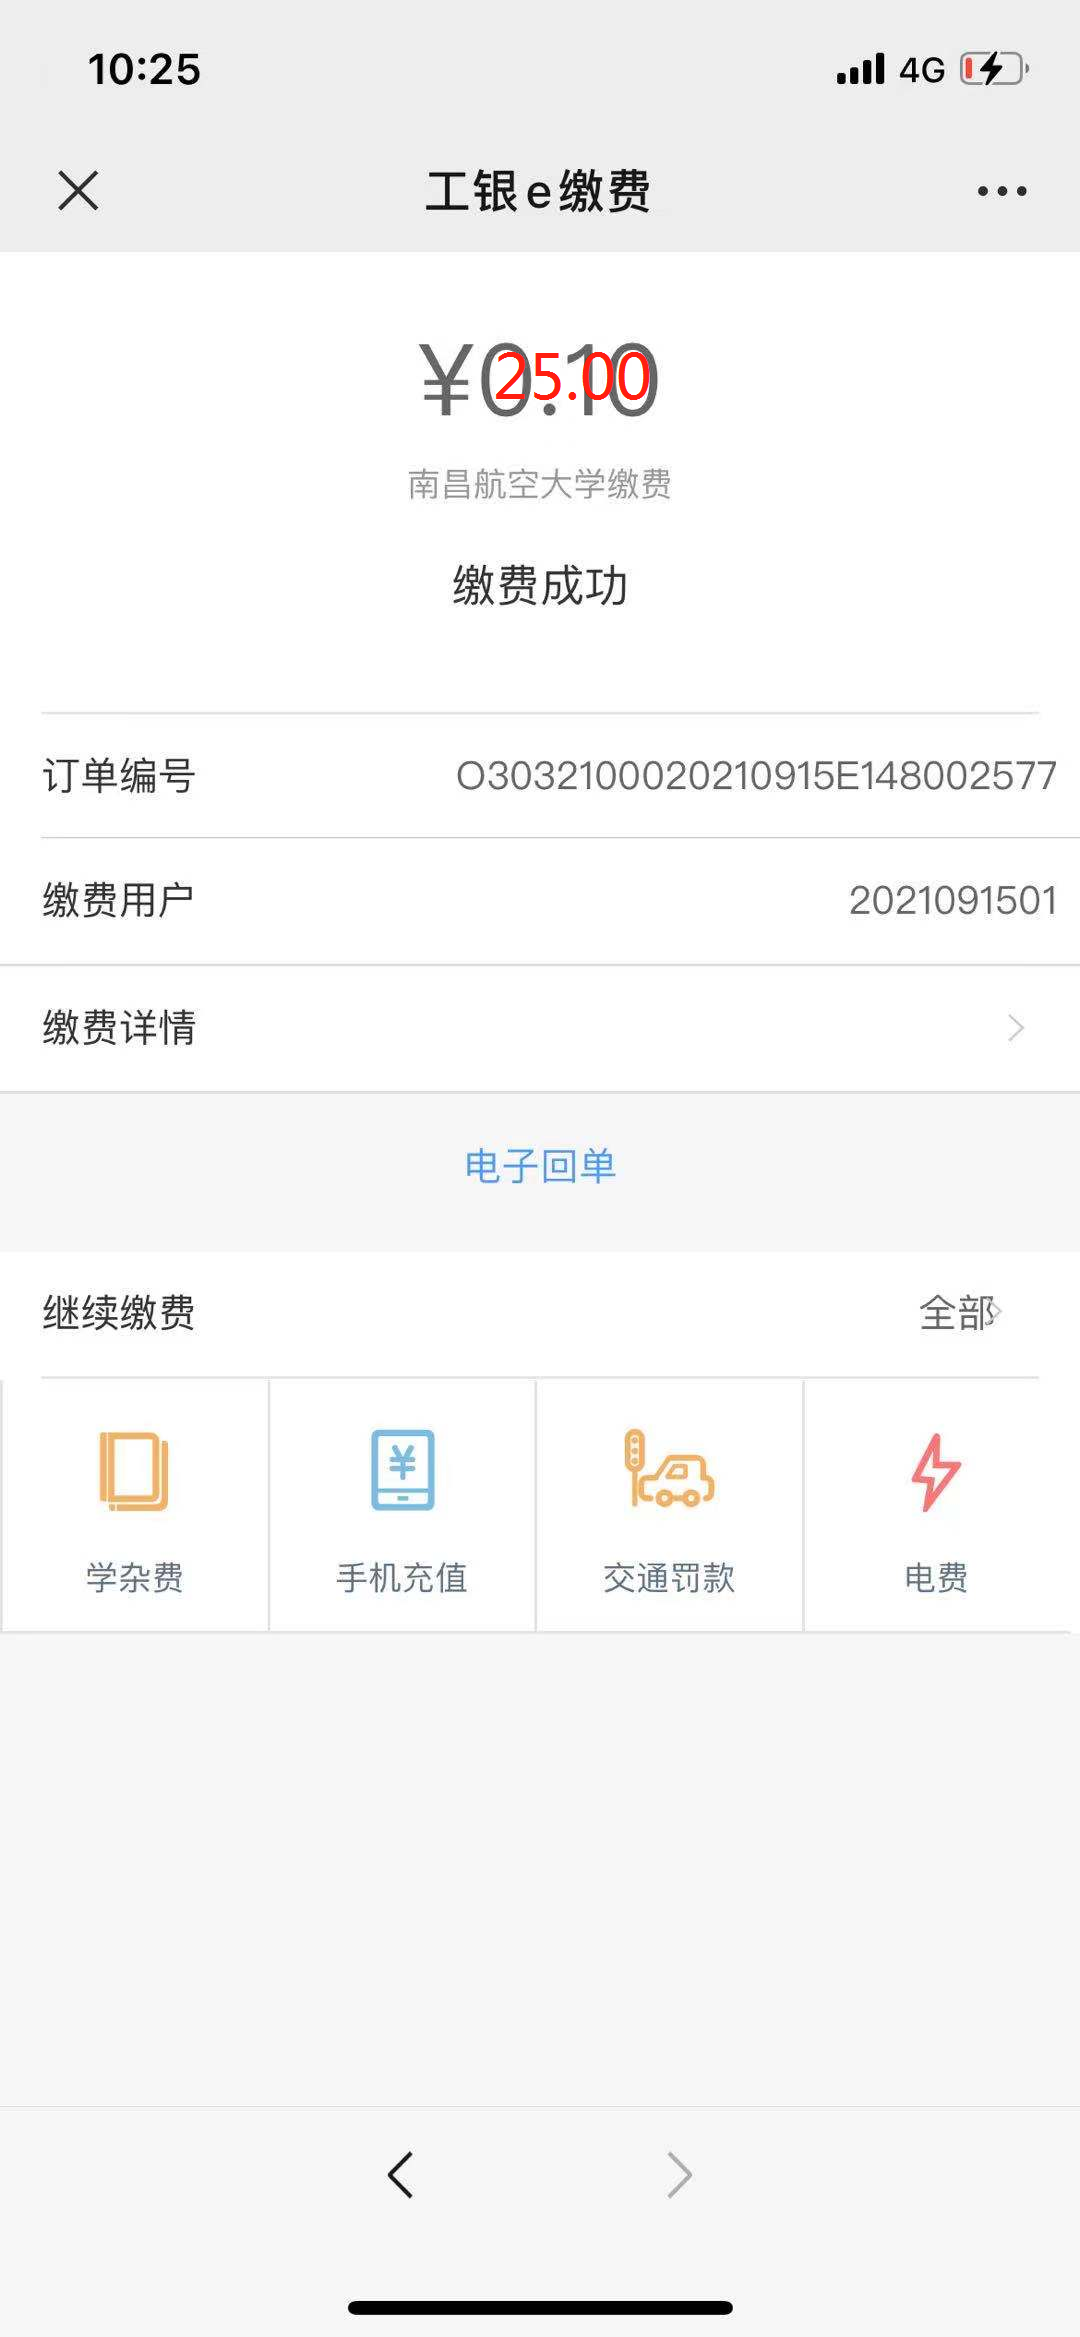 10:25
4G
工银e缴费
¥0.10
25.00
南昌航空大学缴费
缴费成功
订单编号 O3032100020210915E148002577
缴费用户 2021091501
缴费详情
电子回单
继续缴费 全部
学杂费 手机充值 交通罚款 电费